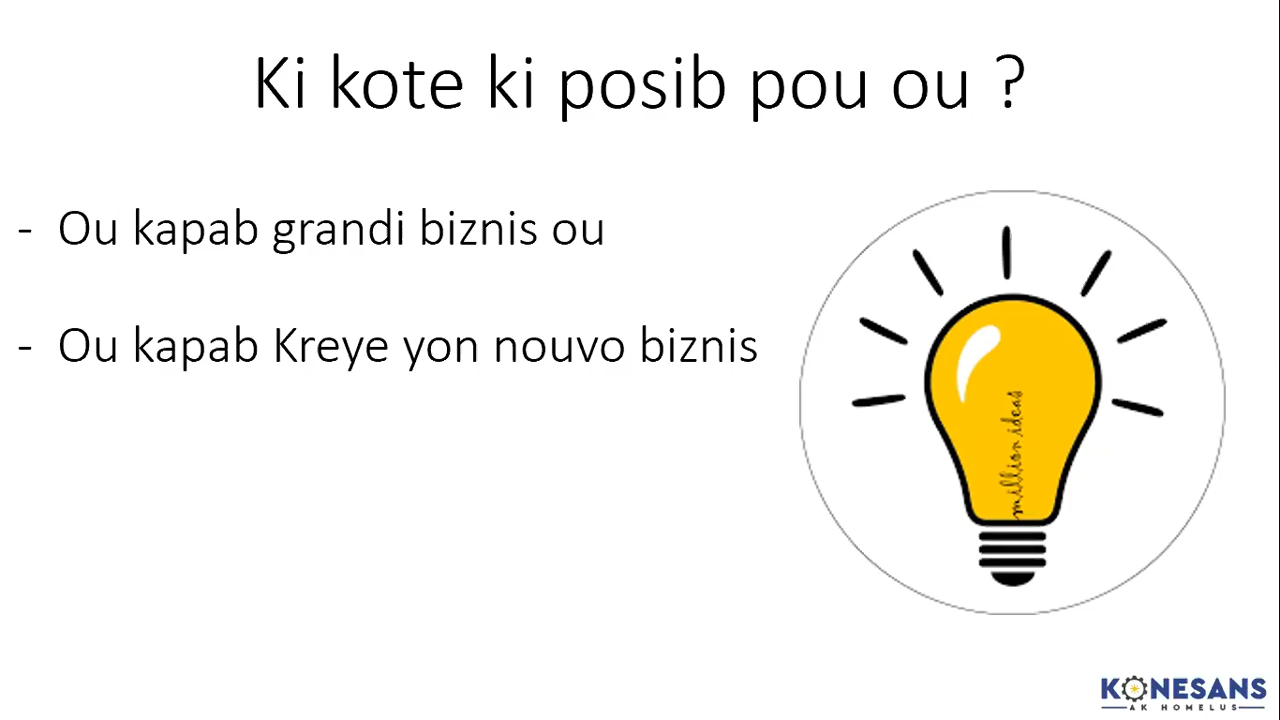 Ki kote ki posib pou ou ?
- Ou kapab grandi biznis ou
- Ou kapab Kreye yon nouvo biznis
million ideas
KONESANS
AK HOMELUS